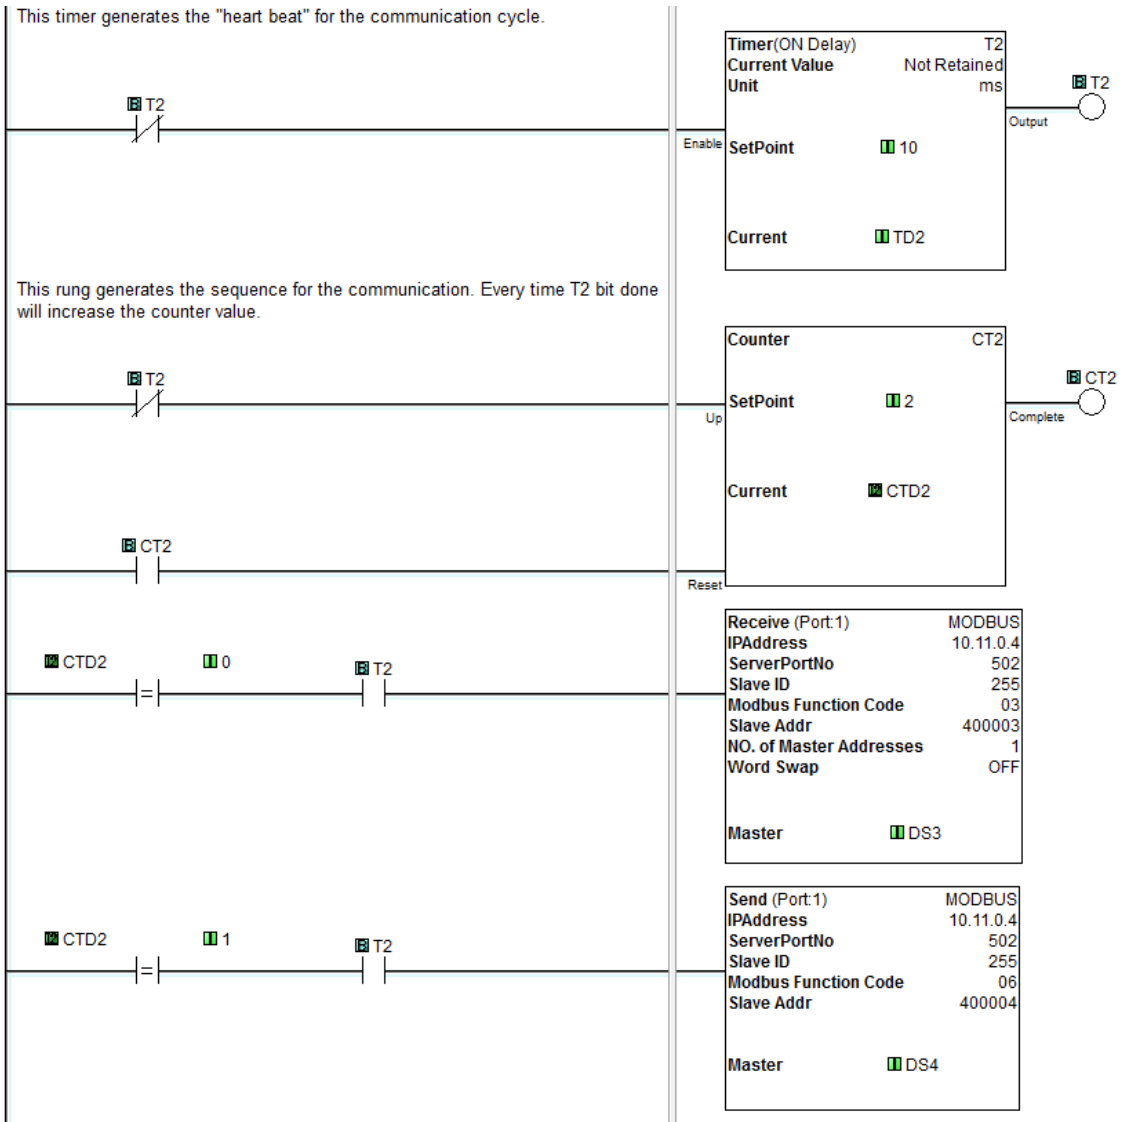 This timer generates the "heart beat" for the communication cycle.
Timer(ON Delay) T2
Current Value Not Retained
Unit ms
T2
T2
Output
Enable
SetPoint 10
Current TD2
This rung generates the sequence for the communication. Every time T2 bit done
will increase the counter value.
Counter CT2
T2
CT2
SetPoint 2
Up
Complete
Current CTD2
CT2
Reset
Receive (Port:1) MODBUS
IPAddress 10.11.0.4
ServerPortNo 502
CTD2 0 T2
Slave ID 255
Modbus Function Code 03
Slave Addr 400003
NO. of Master Addresses 1
Word Swap OFF
Master DS3
Send (Port:1) MODBUS
IPAddress 10.11.0.4
ServerPortNo 502
CTD2 1 T2
Slave ID 255
Modbus Function Code 06
Slave Addr 400004
Master DS4